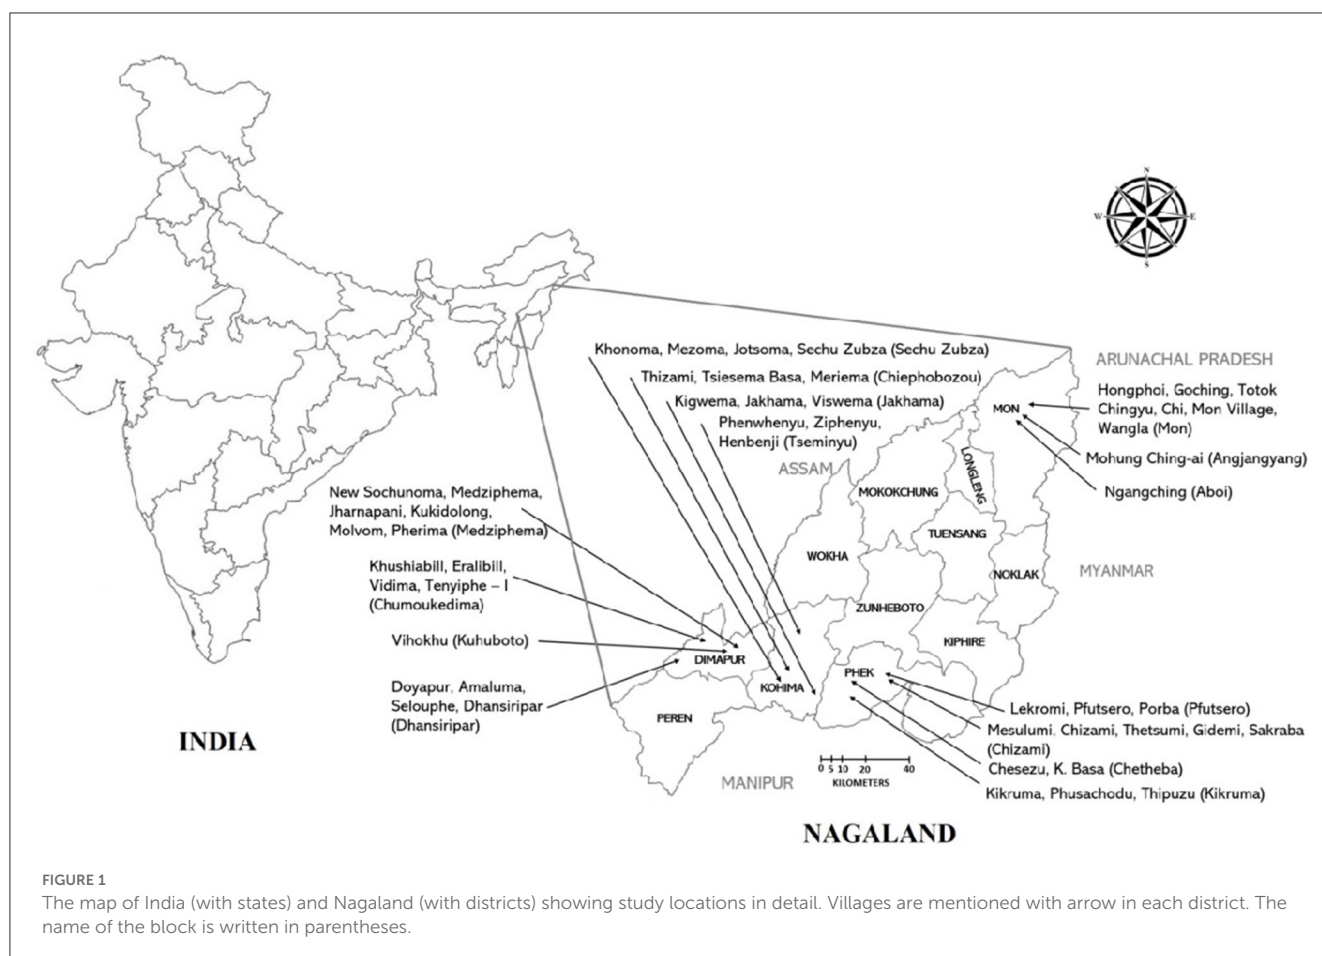 N
W
E
S
Khonoma, Mezoma, Jotsoma, Sechu Zubza (Sechu Zubza)
Thizami, Tsiesema Basa, Meriema (Chiephobozou)
Kigwema, Jakhama, Viswema (Jakhama)
Phenwhenyu, Ziphenyu,
Henbenji (Tseminyu)
ARUNACHAL PRADESH
Hongphoi, Goching, Totok
Chingyu, Chi, Mon Village,
Wangla (Mon)
Mohung Ching-ai (Angjangyang)
Ngangching (Aboi)
MON
ASSAM
LONGLENG
MOKOKCHUNG
TUENSANG
WOKHA
NOKLAK
MYANMAR
ZUNHEBOTO
KIPHIRE
New Sochunoma, Medziphema,
Jharnapani, Kukidolong,
Molvom, Pherima (Medziphema)
Khushiabill, Eralibill,
Vidima, Tenyiphe – I
(Chumoukedima)
Vihokhu (Kuhuboto)
Doyapur, Amaluma,
Selouphe, Dhansiripar
(Dhansiripar)
DIMAPUR
KOHIMA
PHEK
PEREN
Lekromi, Pfutsero, Porba (Pfutsero)
Mesulumi, Chizami, Thetsumi, Gidemi, Sakraba
(Chizami)
Chesezu, K. Basa (Chetheba)
Kikruma, Phusachodu, Thipuzu (Kikruma)
MANIPUR
0 5 10 20 40
KILOMETERS
INDIA
NAGALAND
FIGURE 1
The map of India (with states) and Nagaland (with districts) showing study locations in detail. Villages are mentioned with arrow in each district. The
name of the block is written in parentheses.